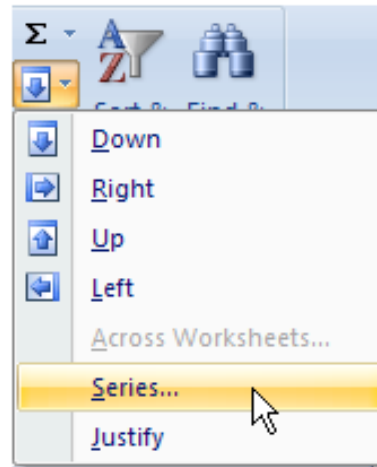 Σ
A
Z
Down
Right
Up
Left
Across Worksheets...
Series...
Justify